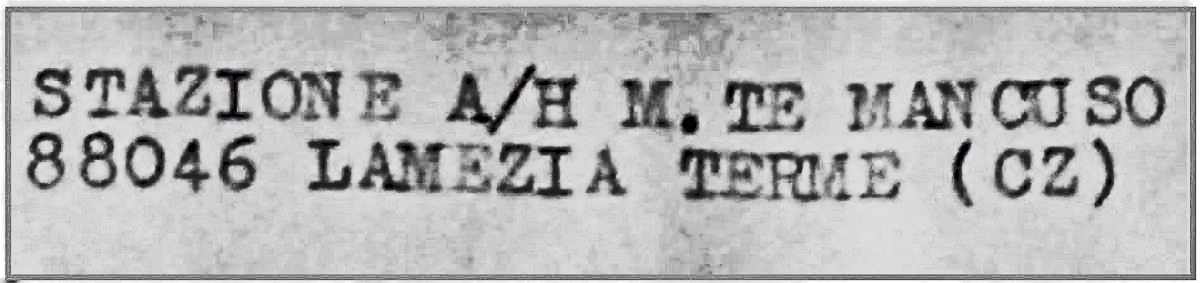 STAZIONE A/H M.TE MANCUSO
88046 LAMEZIA TERME (CZ)